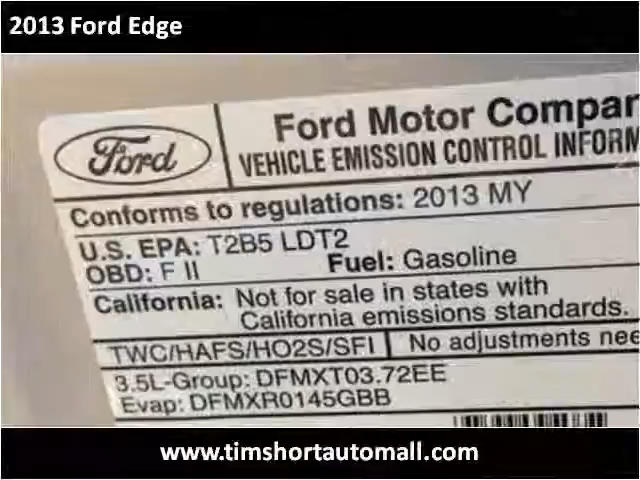 2013 Ford Edge
Ford
Ford Motor Compar
VEHICLE EMISSION CONTROL INFORM
Conforms to regulations: 2013 MY
U.S. EPA: T2B5 LDT2
OBD: F II
Fuel: Gasoline
California: Not for sale in states with
California emissions standards.
TWC/HAFS/HO2S/SFI
No adjustments nee
3.5L-Group: DFMXT03.72EE
Evap: DFMXR0145GBB
www.timshortautomall.com